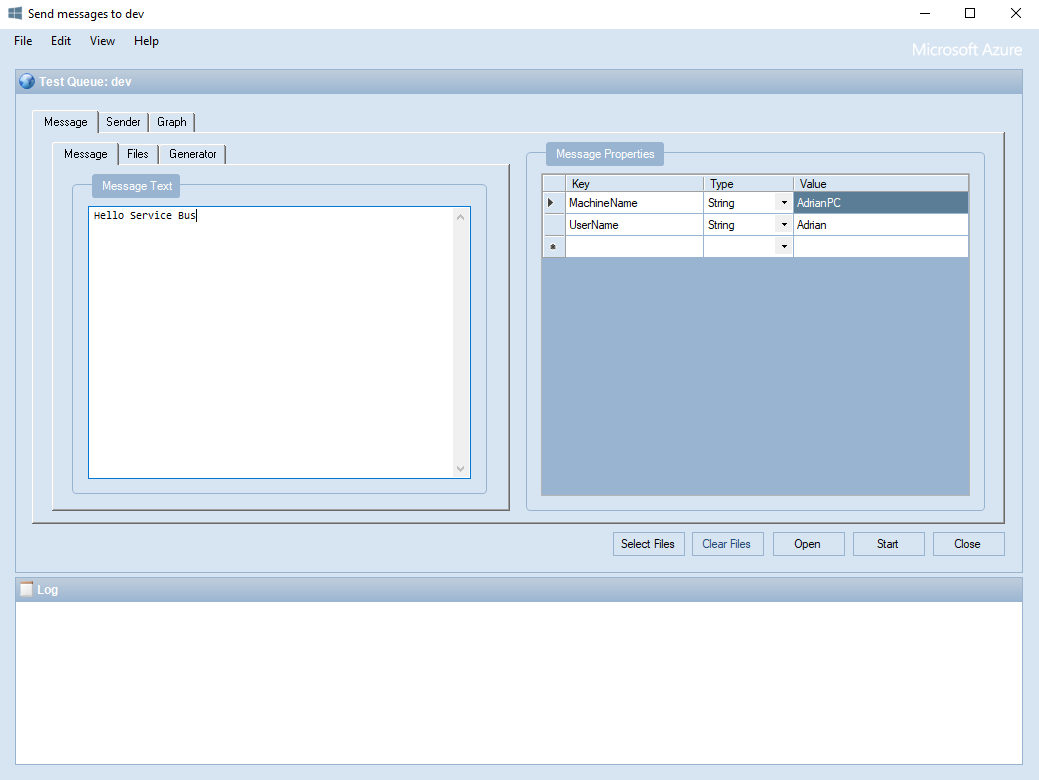 Send messages to dev
File Edit View Help
Microsoft Azure
Test Queue: dev
Message Sender Graph
Message Files Generator
Message Text
Hello Service Bus
Message Properties
Key Type Value
MachineName String AdrianPC
UserName String Adrian
Select Files Clear Files Open Start Close
Log